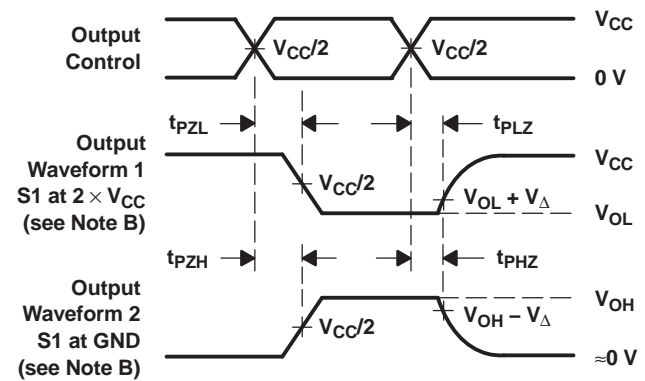 Output
Control
V_CC/2
V_CC/2
V_CC
0 V
t_PZL
t_PLZ
Output
Waveform 1
S1 at 2 × V_CC
(see Note B)
V_CC/2
V_OL + V_Δ
V_CC
V_OL
t_PZH
t_PHZ
Output
Waveform 2
S1 at GND
(see Note B)
V_CC/2
V_OH − V_Δ
V_OH
≈0 V